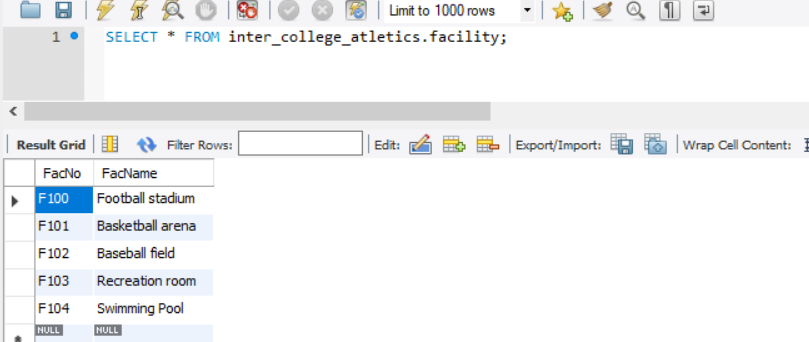 Limit to 1000 rows
1 SELECT * FROM inter_college_atletics.facility;
Result Grid Filter Rows: Edit: Export/Import: Wrap Cell Content:
FacNo FacName
F100 Football stadium
F101 Basketball arena
F102 Baseball field
F103 Recreation room
F104 Swimming Pool
NULL NULL